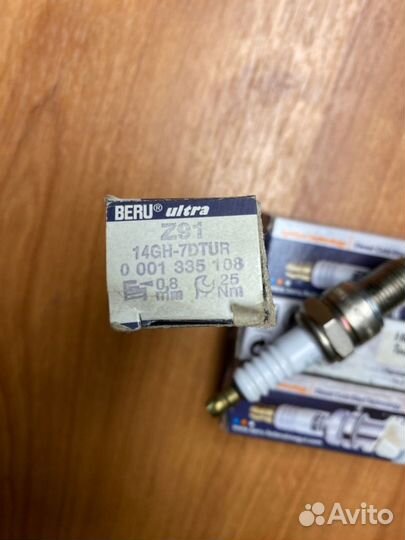 BERU® ultra
Z91
14GH-7DTUR
0 001 335 108
0,8 mm 25 Nm
Avito